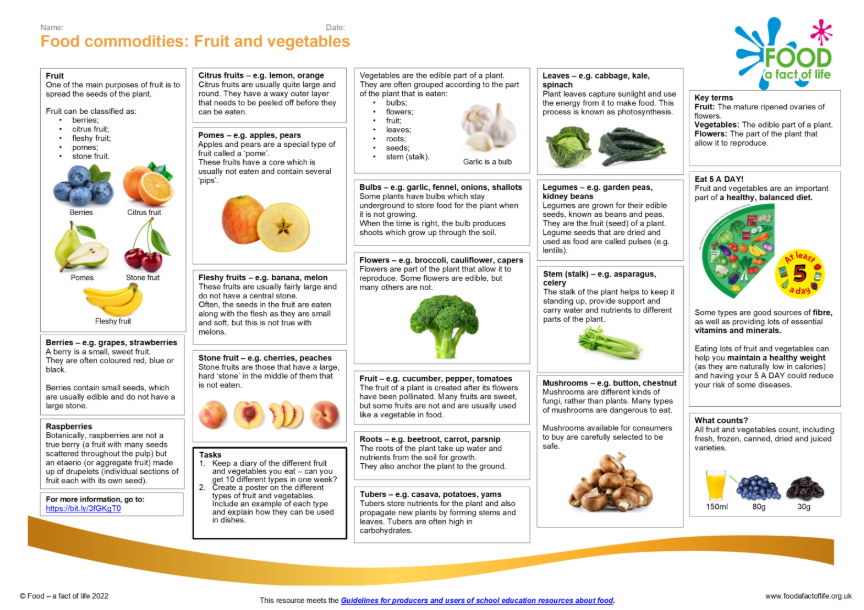 Name:
Date:
Food commodities: Fruit and vegetables
Fruit
One of the main purposes of fruit is to
spread the seeds of the plant.
Fruit can be classified as:
• berries;
• citrus fruit;
• fleshy fruit;
• pomes;
• stone fruit.
Berries
Citrus fruit
Pomes
Stone fruit
Fleshy fruit
Berries – e.g. grapes, strawberries
A berry is a small, sweet fruit.
They are often coloured red, blue or
black.
Berries contain small seeds, which
are usually edible and do not have a
large stone.
Raspberries
Botanically, raspberries are not a
true berry (a fruit with many seeds
scattered throughout the pulp) but
an etaerio (or aggregate fruit) made
up of drupelets (individual sections of
fruit each with its own seed).
For more information, go to:
https://bit.ly/3fGKgT0
Citrus fruits – e.g. lemon, orange
Citrus fruits are usually quite large and
round. They have a waxy outer layer
that needs to be peeled off before they
can be eaten.
Pomes – e.g. apples, pears
Apples and pears are a special type of
fruit called a 'pome'.
These fruits have a core which is
usually not eaten and contain several
'pips'.
Fleshy fruits – e.g. banana, melon
These fruits are usually fairly large and
do not have a central stone.
Often, the seeds in the fruit are eaten
along with the flesh as they are small
and soft, but this is not true with
melons.
Stone fruit – e.g. cherries, peaches
Stone fruits are those that have a large,
hard 'stone' in the middle of them that
is not eaten.
Tasks
1. Keep a diary of the different fruit
and vegetables you eat – can you
get 10 different types in one week?
2. Create a poster on the different
types of fruit and vegetables.
Include an example of each type
and explain how they can be used
in dishes.
Vegetables are the edible part of a plant.
They are often grouped according to the part
of the plant that is eaten:
• bulbs;
• flowers;
• fruit;
• leaves;
• roots;
• seeds;
• stem (stalk).
Garlic is a bulb
Bulbs – e.g. garlic, fennel, onions, shallots
Some plants have bulbs which stay
underground to store food for the plant when
it is not growing.
When the time is right, the bulb produces
shoots which grow up through the soil.
Flowers – e.g. broccoli, cauliflower, capers
Flowers are part of the plant that allow it to
reproduce. Some flowers are edible, but
many others are not.
Fruit – e.g. cucumber, pepper, tomatoes
The fruit of a plant is created after its flowers
have been pollinated. Many fruits are sweet,
but some fruits are not and are usually used
like a vegetable in food.
Roots – e.g. beetroot, carrot, parsnip
The roots of the plant take up water and
nutrients from the soil for growth.
They also anchor the plant to the ground.
Tubers – e.g. casava, potatoes, yams
Tubers store nutrients for the plant and also
propagate new plants by forming stems and
leaves. Tubers are often high in
carbohydrates.
Leaves – e.g. cabbage, kale,
spinach
Plant leaves capture sunlight and use
the energy from it to make food. This
process is known as photosynthesis.
Legumes – e.g. garden peas,
kidney beans
Legumes are grown for their edible
seeds, known as beans and peas.
They are the fruit (seed) of a plant.
Legume seeds that are dried and
used as food are called pulses (e.g.
lentils).
Stem (stalk) – e.g. asparagus,
celery
The stalk of the plant helps to keep it
standing up, provide support and
carry water and nutrients to different
parts of the plant.
Mushrooms – e.g. button, chestnut
Mushrooms are different kinds of
fungi, rather than plants. Many types
of mushrooms are dangerous to eat.
Mushrooms available for consumers
to buy are carefully selected to be
safe.
FOOD
a fact of life
Key terms
Fruit: The mature ripened ovaries of
flowers.
Vegetables: The edible part of a plant.
Flowers: The part of the plant that
allow it to reproduce.
Eat 5 A DAY!
Fruit and vegetables are an important
part of a healthy, balanced diet.
At least
5
a day
Some types are good sources of fibre,
as well as providing lots of essential
vitamins and minerals.
Eating lots of fruit and vegetables can
help you maintain a healthy weight
(as they are naturally low in calories)
and having your 5 A DAY could reduce
your risk of some diseases.
What counts?
All fruit and vegetables count, including
fresh, frozen, canned, dried and juiced
varieties.
150ml
80g
30g
© Food – a fact of life 2022
This resource meets the Guidelines for producers and users of school education resources about food.
www.foodafactoflife.org.uk